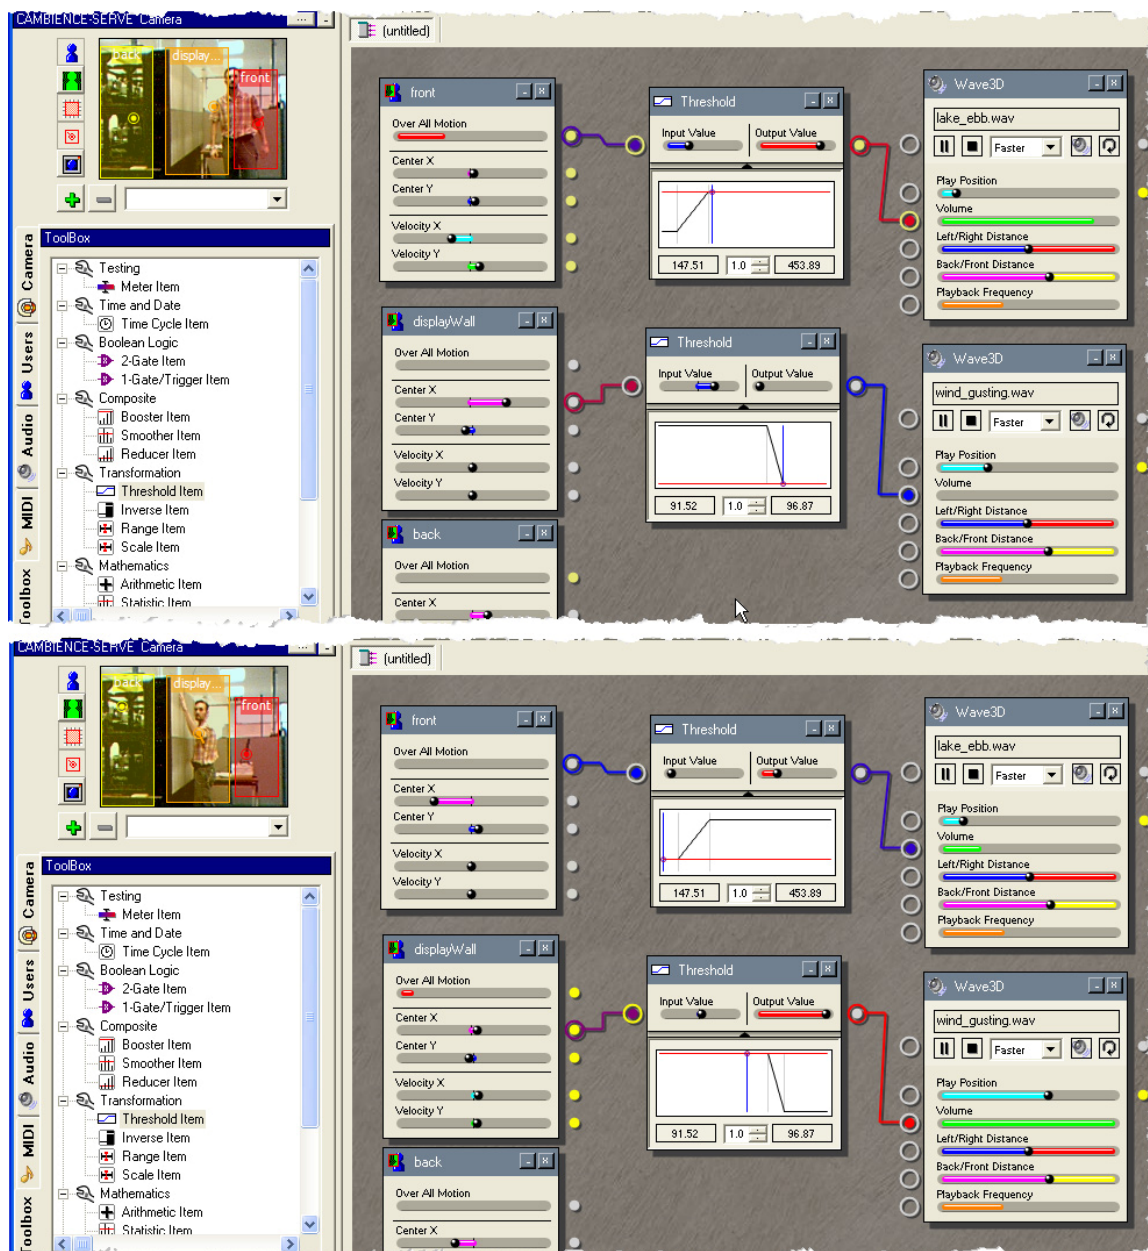 CAMBIENCE-SERVE Camera
(untitled)
back
display...
front
front
Over All Motion
Center X
Center Y
Velocity X
Velocity Y
Threshold
Input Value
Output Value
147.51
1.0
453.89
Wave3D
lake_ebb.wav
Faster
Play Position
Volume
Left/Right Distance
Back/Front Distance
Playback Frequency
ToolBox
Camera
Users
Audio
MIDI
Toolbox
Testing
Meter Item
Time and Date
Time Cycle Item
Boolean Logic
2-Gate Item
1-Gate/Trigger Item
Composite
Booster Item
Smoother Item
Reducer Item
Transformation
Threshold Item
Inverse Item
Range Item
Scale Item
Mathematics
Arithmetic Item
Statistic Item
displayWall
Over All Motion
Center X
Center Y
Velocity X
Velocity Y
Threshold
Input Value
Output Value
91.52
1.0
96.87
Wave3D
wind_gusting.wav
Faster
Play Position
Volume
Left/Right Distance
Back/Front Distance
Playback Frequency
back
Over All Motion
Center X
CAMBIENCE-SERVE Camera
(untitled)
back
display...
front
front
Over All Motion
Center X
Center Y
Velocity X
Velocity Y
Threshold
Input Value
Output Value
147.51
1.0
453.89
Wave3D
lake_ebb.wav
Faster
Play Position
Volume
Left/Right Distance
Back/Front Distance
Playback Frequency
ToolBox
Camera
Users
Audio
MIDI
Toolbox
Testing
Meter Item
Time and Date
Time Cycle Item
Boolean Logic
2-Gate Item
1-Gate/Trigger Item
Composite
Booster Item
Smoother Item
Reducer Item
Transformation
Threshold Item
Inverse Item
Range Item
Scale Item
Mathematics
Arithmetic Item
Statistic Item
displayWall
Over All Motion
Center X
Center Y
Velocity X
Velocity Y
Threshold
Input Value
Output Value
91.52
1.0
96.87
Wave3D
wind_gusting.wav
Faster
Play Position
Volume
Left/Right Distance
Back/Front Distance
Playback Frequency
back
Over All Motion
Center X